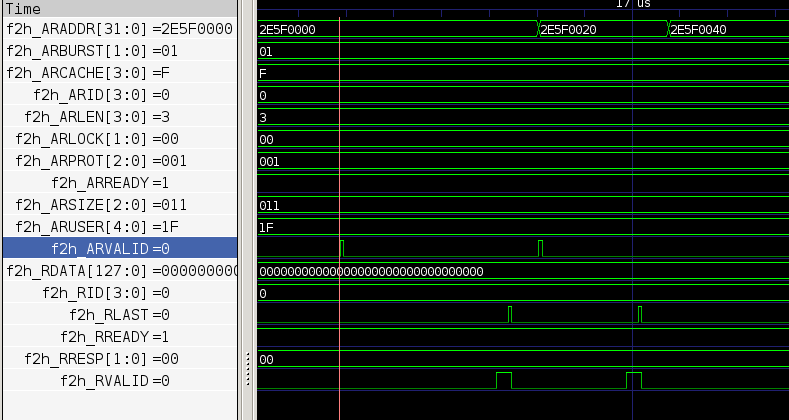 Time
17 us
f2h_ARADDR[31:0]=2E5F0000 2E5F0000 2E5F0020 2E5F0040
f2h_ARBURST[1:0]=01 01
f2h_ARCACHE[3:0]=F F
f2h_ARID[3:0]=0 0
f2h_ARLEN[3:0]=3 3
f2h_ARLOCK[1:0]=00 00
f2h_ARPROT[2:0]=001 001
f2h_ARREADY=1
f2h_ARSIZE[2:0]=011 011
f2h_ARUSER[4:0]=1F 1F
f2h_ARVALID=0
f2h_RDATA[127:0]=000000000 00000000000000000000000000000000
f2h_RID[3:0]=0 0
f2h_RLAST=0
f2h_RREADY=1
f2h_RRESP[1:0]=00 00
f2h_RVALID=0